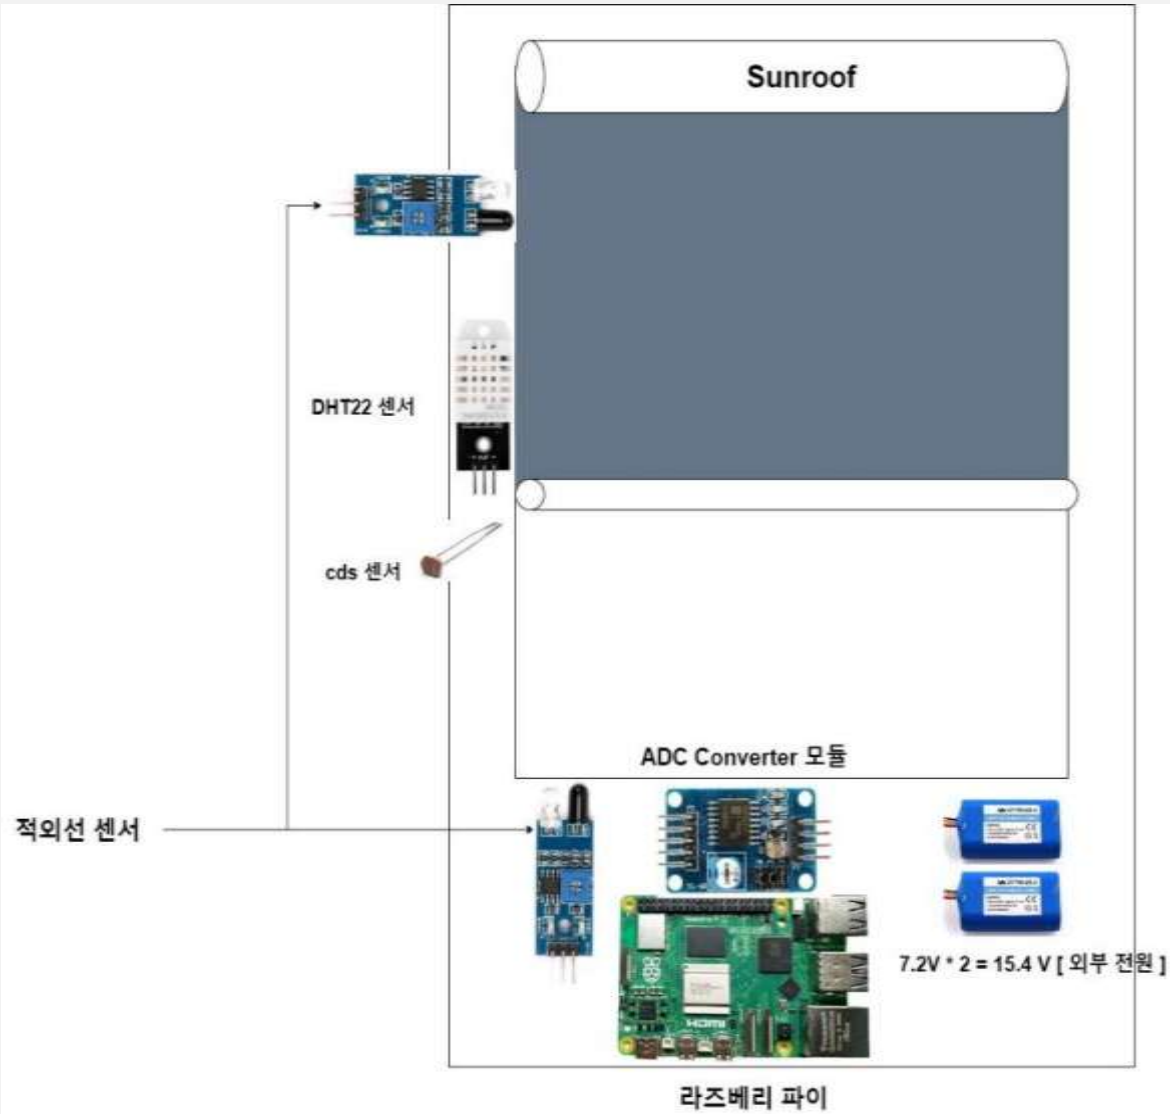 Sunroof
DHT22 센서
cds 센서
ADC Converter 모듈
적외선 센서
7.2V * 2 = 15.4 V [ 외부 전원 ]
라즈베리 파이